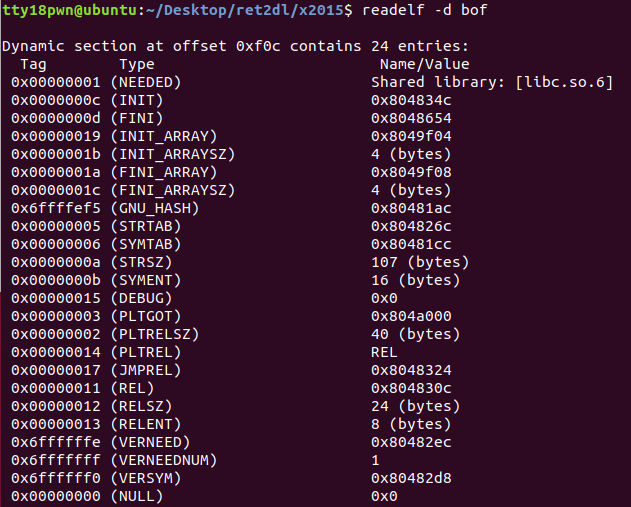 tty18pwn@ubuntu:~/Desktop/ret2dl/x2015$ readelf -d bof
Dynamic section at offset 0xf0c contains 24 entries:
Tag Type Name/Value
0x00000001 (NEEDED) Shared library: [libc.so.6]
0x0000000c (INIT) 0x804834c
0x0000000d (FINI) 0x8048654
0x00000019 (INIT_ARRAY) 0x8049f04
0x0000001b (INIT_ARRAYSZ) 4 (bytes)
0x0000001a (FINI_ARRAY) 0x8049f08
0x0000001c (FINI_ARRAYSZ) 4 (bytes)
0x6ffffef5 (GNU_HASH) 0x80481ac
0x00000005 (STRTAB) 0x804826c
0x00000006 (SYMTAB) 0x80481cc
0x0000000a (STRSZ) 107 (bytes)
0x0000000b (SYMENT) 16 (bytes)
0x00000015 (DEBUG) 0x0
0x00000003 (PLTGOT) 0x804a000
0x00000002 (PLTRELSZ) 40 (bytes)
0x00000014 (PLTREL) REL
0x00000017 (JMPREL) 0x8048324
0x00000011 (REL) 0x804830c
0x00000012 (RELSZ) 24 (bytes)
0x00000013 (RELENT) 8 (bytes)
0x6ffffffe (VERNEED) 0x80482ec
0x6fffffff (VERNEEDNUM) 1
0x6ffffff0 (VERSYM) 0x80482d8
0x00000000 (NULL) 0x0